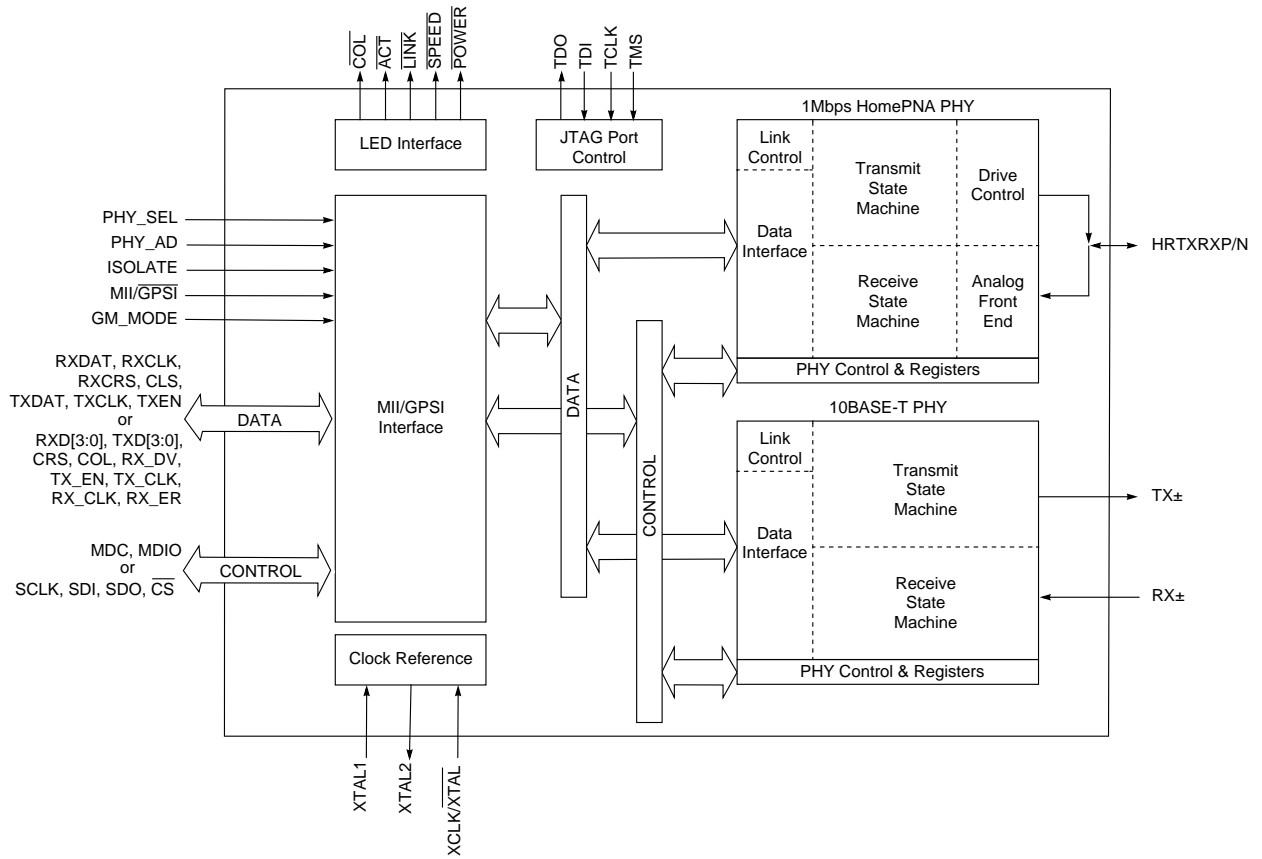 COL
ACT
LINK
SPEED
POWER
TDO
TDI
TCLK
TMS
LED Interface
JTAG Port
Control
1Mbps HomePNA PHY
Link
Control
Transmit
State
Machine
Drive
Control
Data
Interface
Receive
State
Machine
Analog
Front
End
PHY Control & Registers
HRTXRXP/N
PHY_SEL
PHY_AD
ISOLATE
MII/GPSI
GM_MODE
RXDAT, RXCLK,
RXCRS, CLS,
TXDAT, TXCLK, TXEN
or
RXD[3:0], TXD[3:0],
CRS, COL, RX_DV,
TX_EN, TX_CLK,
RX_CLK, RX_ER
DATA
MDC, MDIO
or
SCLK, SDI, SDO, CS
CONTROL
MII/GPSI
Interface
DATA
CONTROL
10BASE-T PHY
Link
Control
Transmit
State
Machine
Data
Interface
Receive
State
Machine
PHY Control & Registers
TX±
RX±
Clock Reference
XTAL1
XTAL2
XCLK/XTAL